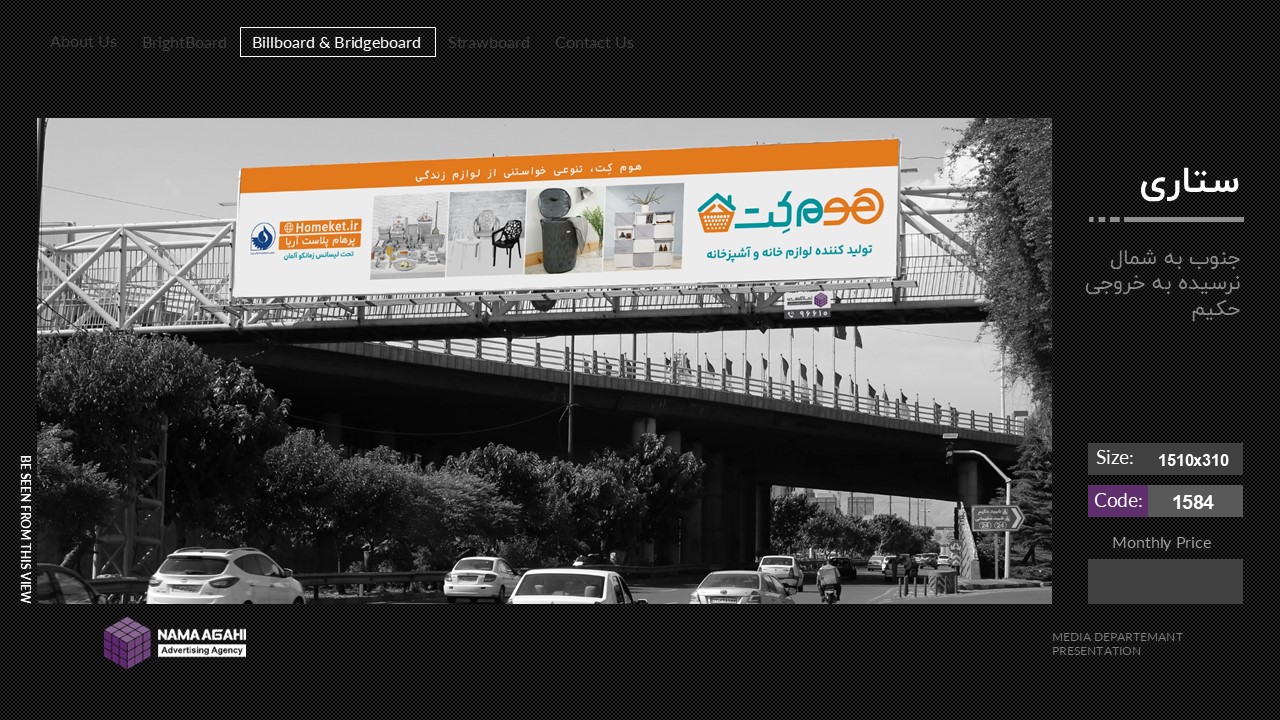 About Us
BrightBoard
Billboard & Bridgeboard
Strawboard
Contact Us
هوم کِت، تنوعی خواستنی از لوازم زندگی
هوم کِت
تولید کننده لوازم خانه و آشپزخانه
Homeket.ir
پرهام پلاست آریا
تحت لیسانس زمانکو آلمان
۹۶۶۱۰
ستاری
جنوب به شمال
نرسیده به خروجی
حکیم
Size:
1510x310
Code:
1584
Monthly Price
BE SEEN FROM THIS VIEW
NAMA AGAHI
Advertising Agency
MEDIA DEPARTEMANT
PRESENTATION